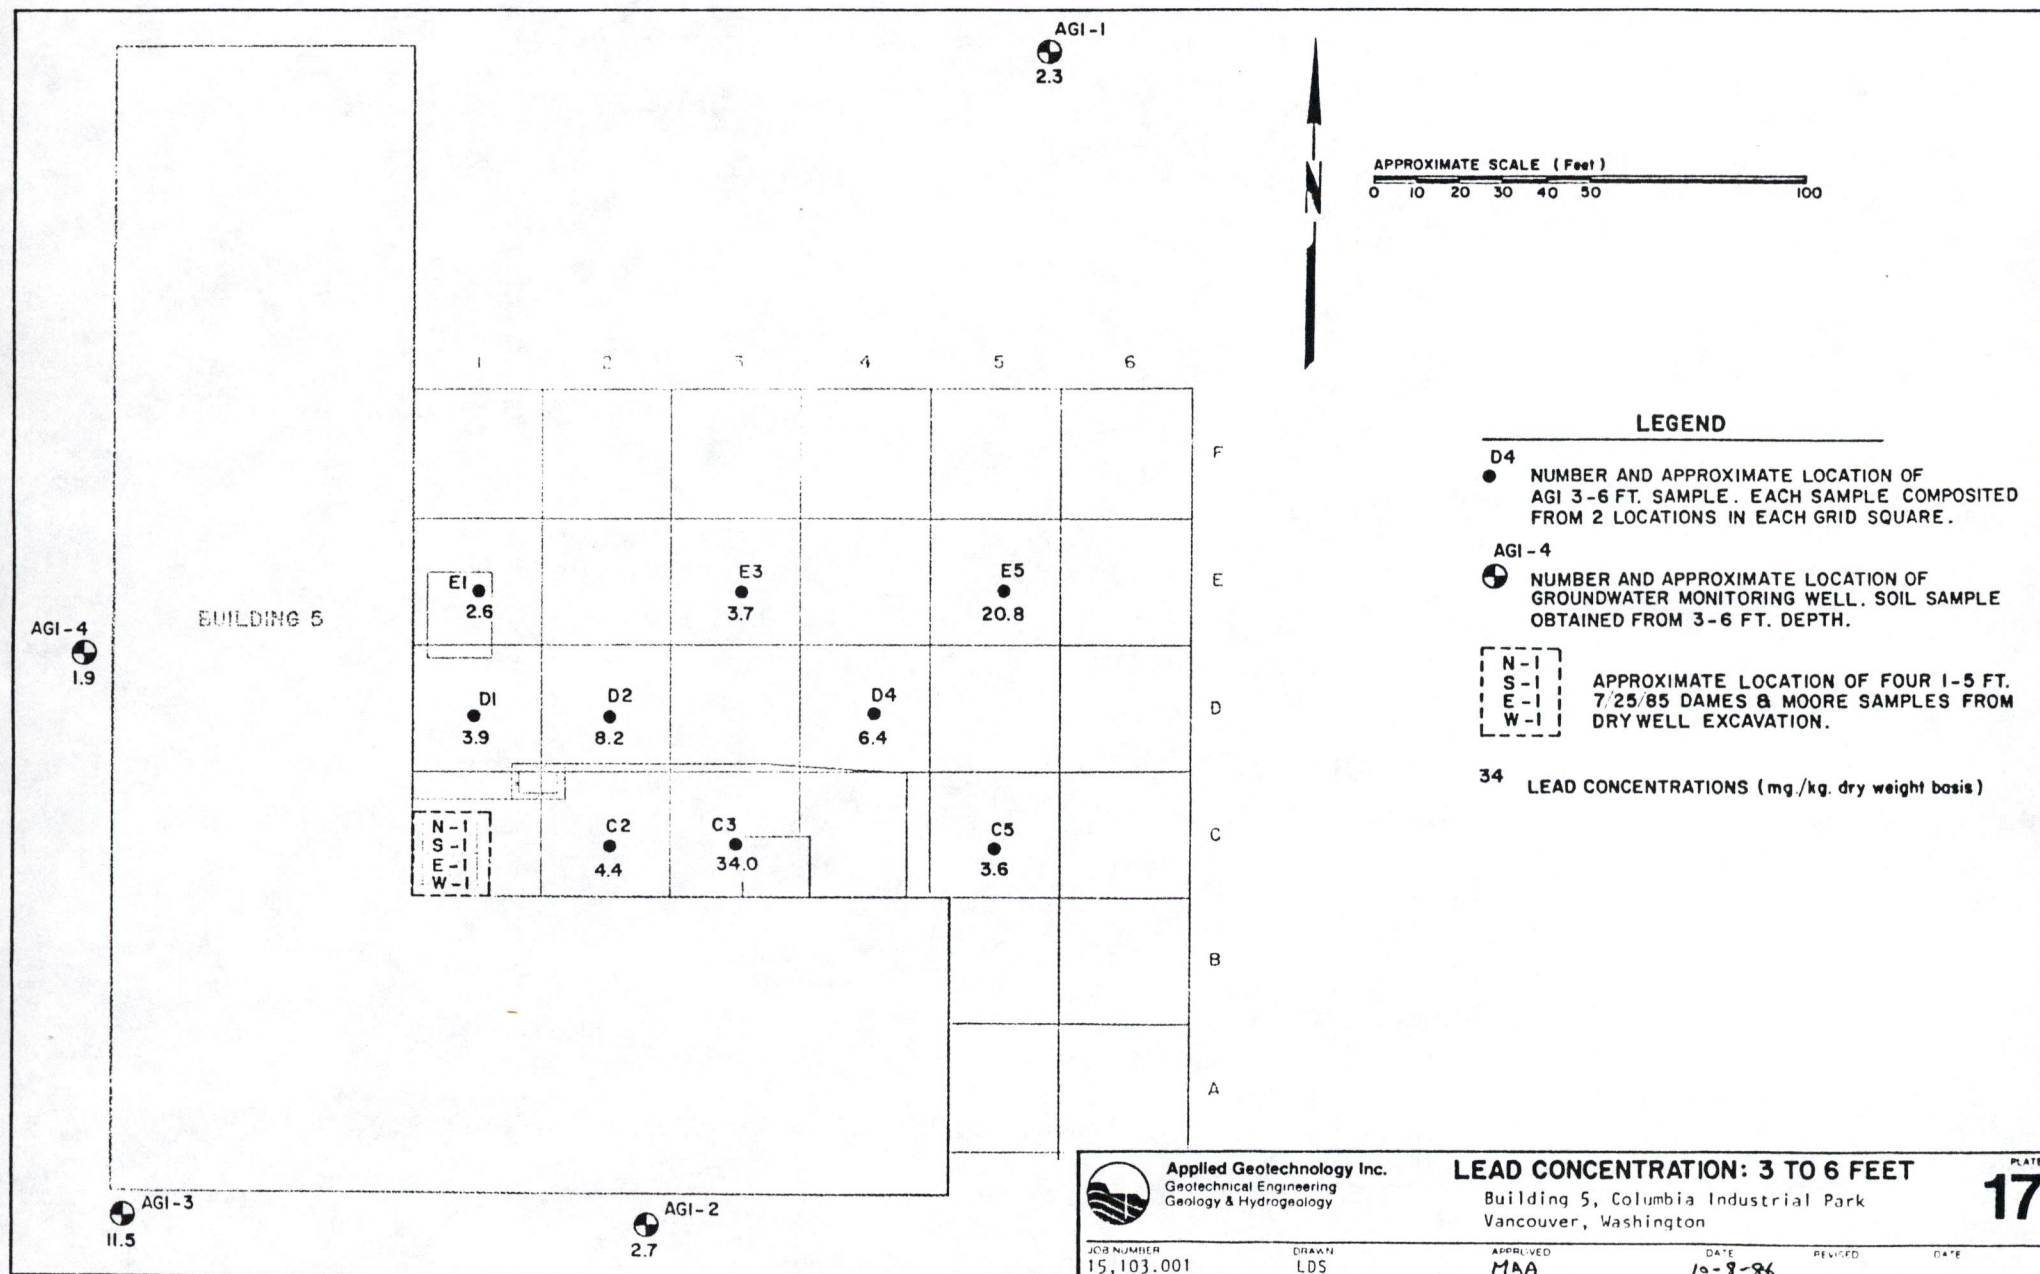 AGI-1
2.3
N
APPROXIMATE SCALE (Feet)
0 10 20 30 40 50 100
1 2 3 4 5 6
F
E
D
C
B
A
BUILDING 5
AGI-4
1.9
E1
2.6
E3
3.7
E5
20.8
D1
3.9
D2
8.2
D4
6.4
N-1
S-1
E-1
W-1
C2
4.4
C3
34.0
C5
3.6
AGI-3
11.5
AGI-2
2.7
LEGEND
D4
NUMBER AND APPROXIMATE LOCATION OF
AGI 3-6 FT. SAMPLE. EACH SAMPLE COMPOSITED
FROM 2 LOCATIONS IN EACH GRID SQUARE.
AGI-4
NUMBER AND APPROXIMATE LOCATION OF
GROUNDWATER MONITORING WELL. SOIL SAMPLE
OBTAINED FROM 3-6 FT. DEPTH.
N-1
S-1
E-1
W-1
APPROXIMATE LOCATION OF FOUR 1-5 FT.
7/25/85 DAMES & MOORE SAMPLES FROM
DRYWELL EXCAVATION.
34 LEAD CONCENTRATIONS (mg./kg. dry weight basis)
Applied Geotechnology Inc.
Geotechnical Engineering
Geology & Hydrogeology
LEAD CONCENTRATION: 3 TO 6 FEET
Building 5, Columbia Industrial Park
Vancouver, Washington
PLATE
17
JOB NUMBER DRAWN APPROVED DATE REVISED DATE
15,103.001 LDS MAA 10-8-86